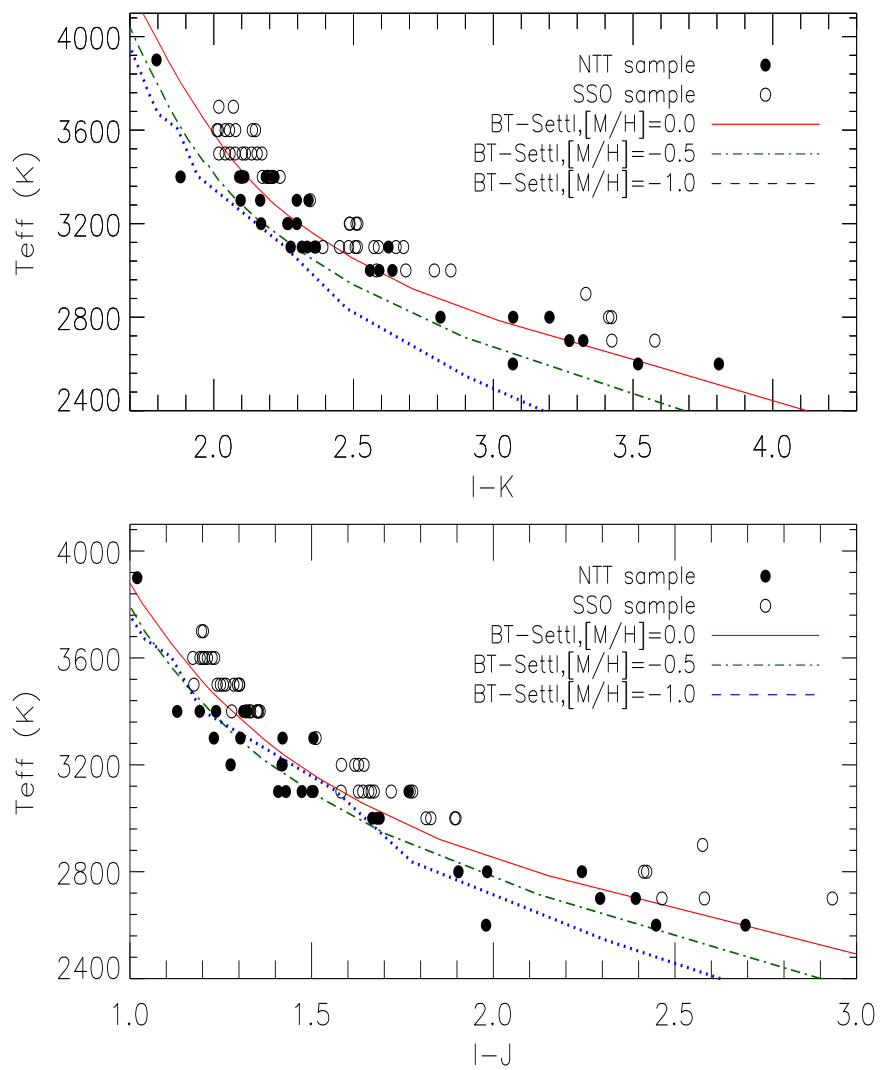 4000
3600
3200
2800
2400
Teff (K)
NTT sample
SSO sample
BT-Settl,[M/H]=0.0
BT-Settl,[M/H]=−0.5
BT-Settl,[M/H]=−1.0
2.0 2.5 3.0 3.5 4.0
I−K
4000
3600
3200
2800
2400
Teff (K)
NTT sample
SSO sample
BT-Settl,[M/H]=0.0
BT-Settl,[M/H]=−0.5
BT-Settl,[M/H]=−1.0
1.0 1.5 2.0 2.5 3.0
I−J